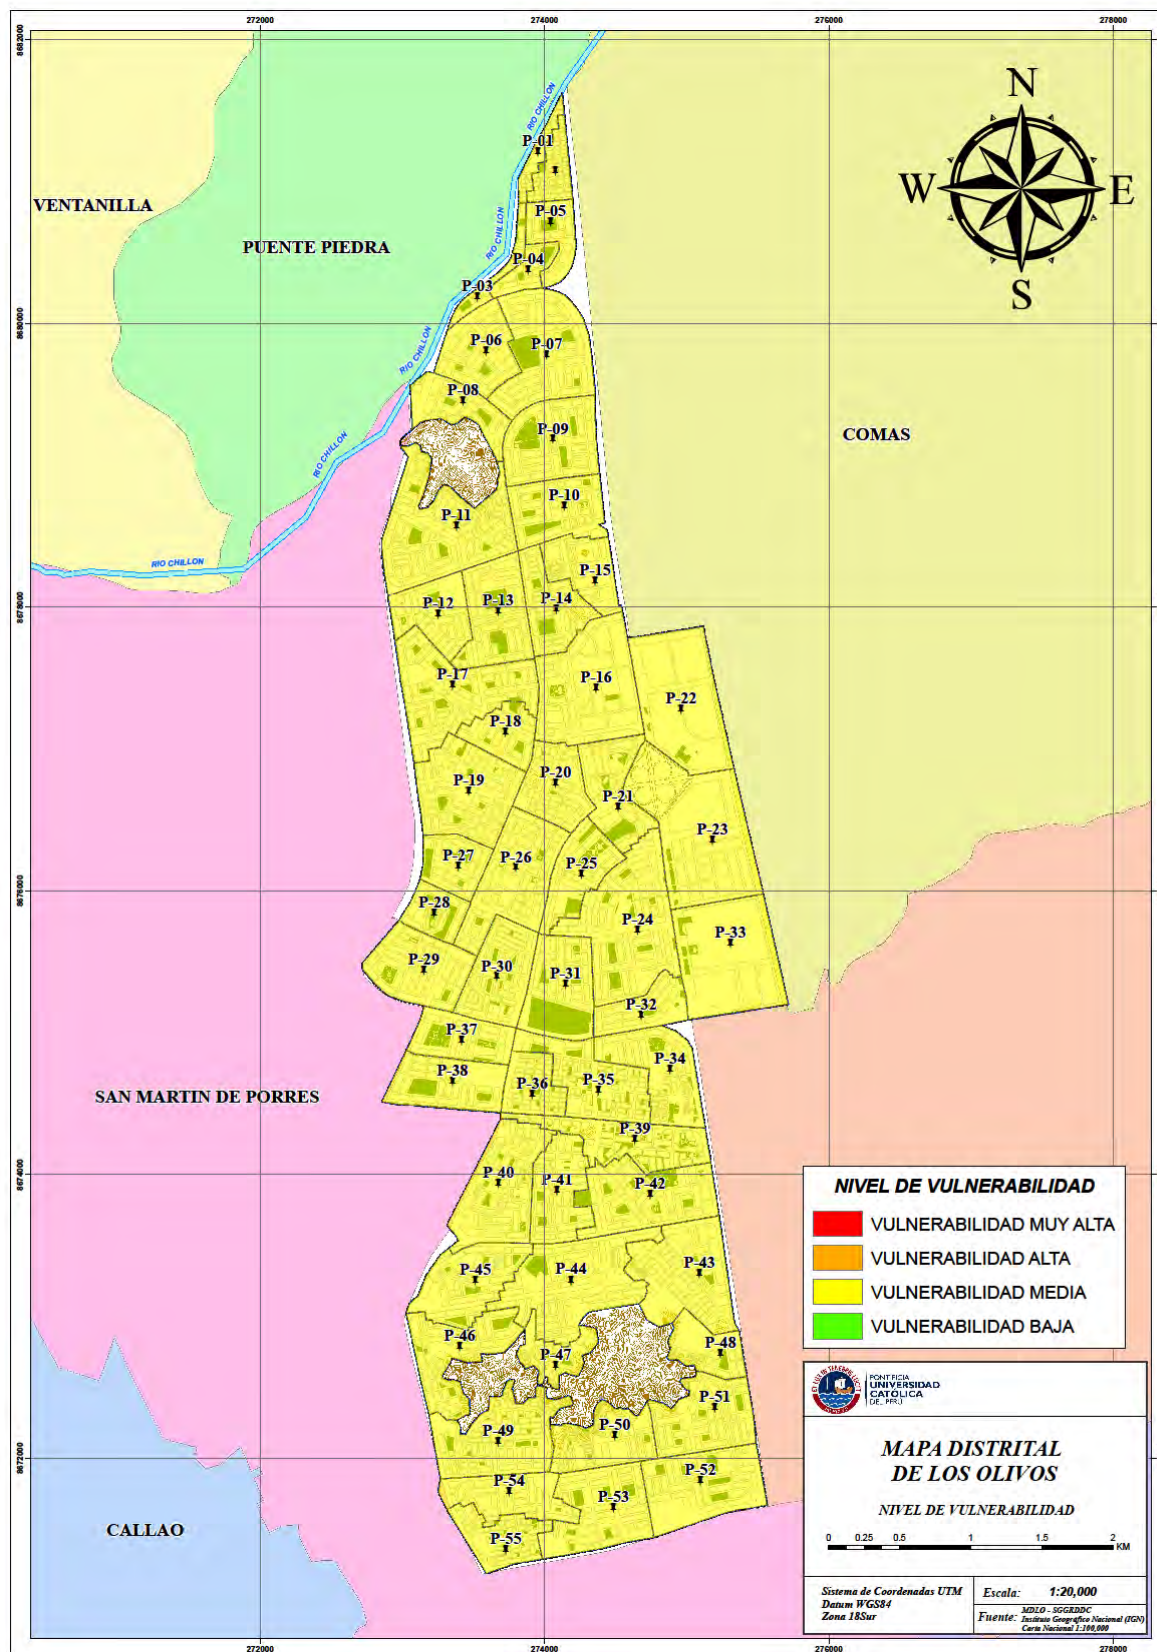 272000
274000
276000
278000
8682000
8680000
8678000
8676000
8674000
8672000
N
W
E
S
RIO CHILLON
RIO CHILLON
RIO CHILLON
RIO CHILLON
RIO CHILLON
VENTANILLA
PUENTE PIEDRA
COMAS
SAN MARTIN DE PORRES
CALLAO
P-01
P-05
P-04
P-03
P-06
P-07
P-08
P-09
P-10
P-11
P-15
P-14
P-12
P-13
P-17
P-16
P-22
P-18
P-20
P-19
P-21
P-23
P-27
P-26
P-25
P-28
P-24
P-33
P-29
P-30
P-31
P-32
P-37
P-34
P-38
P-36
P-35
P-39
P-40
P-41
P-42
P-43
P-45
P-44
P-46
P-47
P-48
P-51
P-49
P-50
P-54
P-52
P-53
P-55
NIVEL DE VULNERABILIDAD
VULNERABILIDAD MUY ALTA
VULNERABILIDAD ALTA
VULNERABILIDAD MEDIA
VULNERABILIDAD BAJA
PONTIFICIA
UNIVERSIDAD
CATÓLICA
DEL PERÚ
MAPA DISTRITAL
DE LOS OLIVOS
NIVEL DE VULNERABILIDAD
0 0.25 0.5 1 1.5 2
KM
Sistema de Coordenadas UTM
Datum WGS84
Zona 18Sur
Escala: 1:20,000
Fuente: MDLO - SGGRDDC
Instituto Geográfico Nacional (IGN)
Carta Nacional 1:100,000
272000
274000
276000
278000